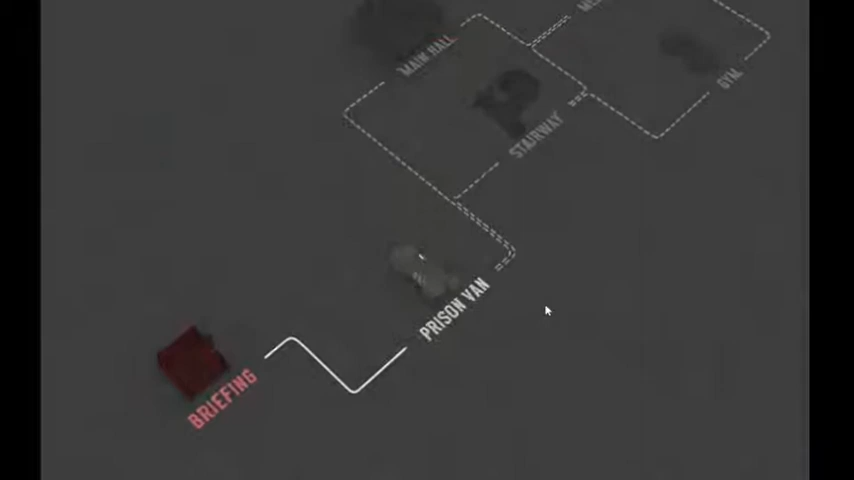 MAIN HALL
GYM
STAIRWAY
PRISON VAN
BRIEFING